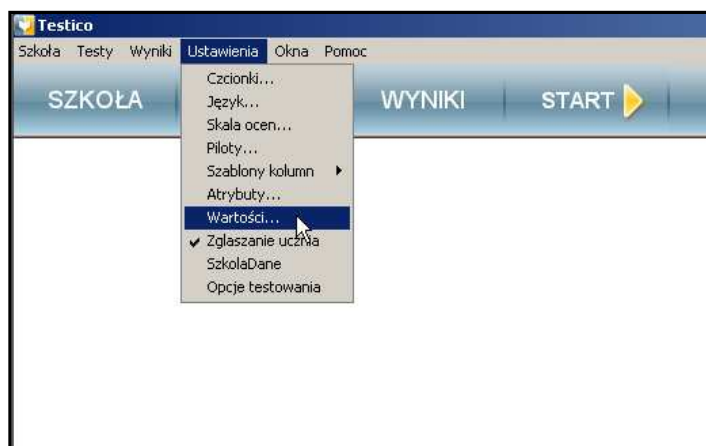 Testico
Szkoła Testy Wyniki Ustawienia Okna Pomoc
SZKOŁA WYNIKI START
Czcionki...
Język...
Skala ocen...
Piloty...
Szablony kolumn
Atrybuty...
Wartości...
Zgłaszanie ucznia
SzkolaDane
Opcje testowania